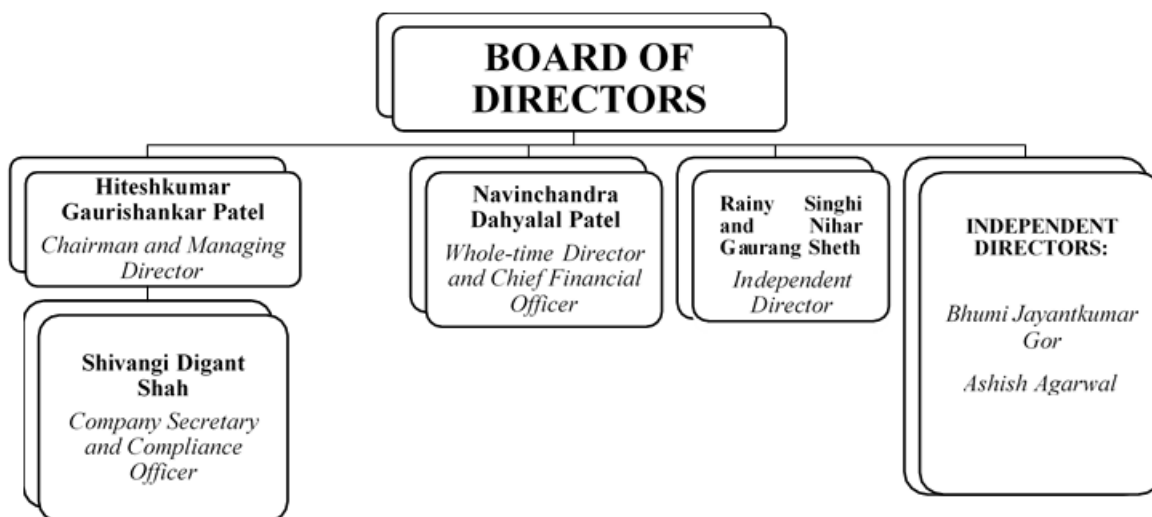 BOARD OF
DIRECTORS
Hiteshkumar
Gaurishankar Patel
Chairman and Managing
Director
Shivangi Digant
Shah
Company Secretary
and Compliance
Officer
Navinchandra
Dahyalal Patel
Whole-time Director
and Chief Financial
Officer
Rainy Singhi
and Nihar
Gaurang Sheth
Independent
Director
INDEPENDENT
DIRECTORS:
Bhumi Jayantkumar
Gor
Ashish Agarwal